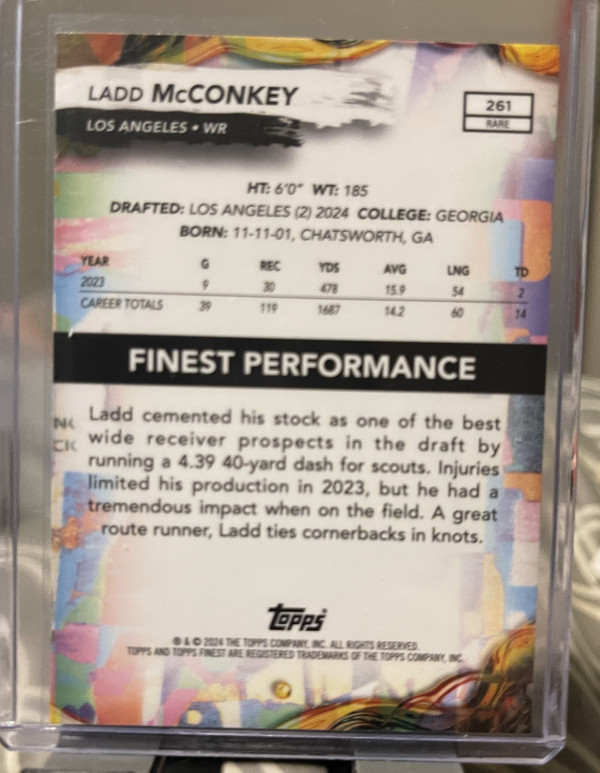 LADD McCONKEY
LOS ANGELES • WR
261
RARE
HT: 6'0" WT: 185
DRAFTED: LOS ANGELES (2) 2024 COLLEGE: GEORGIA
BORN: 11-11-01, CHATSWORTH, GA
YEAR G REC YDS AVG LNG TD
2023 9 30 478 15.9 54 2
CAREER TOTALS 39 119 1687 14.2 60 14
FINEST PERFORMANCE
Ladd cemented his stock as one of the best
wide receiver prospects in the draft by
running a 4.39 40-yard dash for scouts. Injuries
limited his production in 2023, but he had a
tremendous impact when on the field. A great
route runner, Ladd ties cornerbacks in knots.
topps
® & © 2024 THE TOPPS COMPANY, INC. ALL RIGHTS RESERVED.
TOPPS AND TOPPS FINEST ARE REGISTERED TRADEMARKS OF THE TOPPS COMPANY, INC.